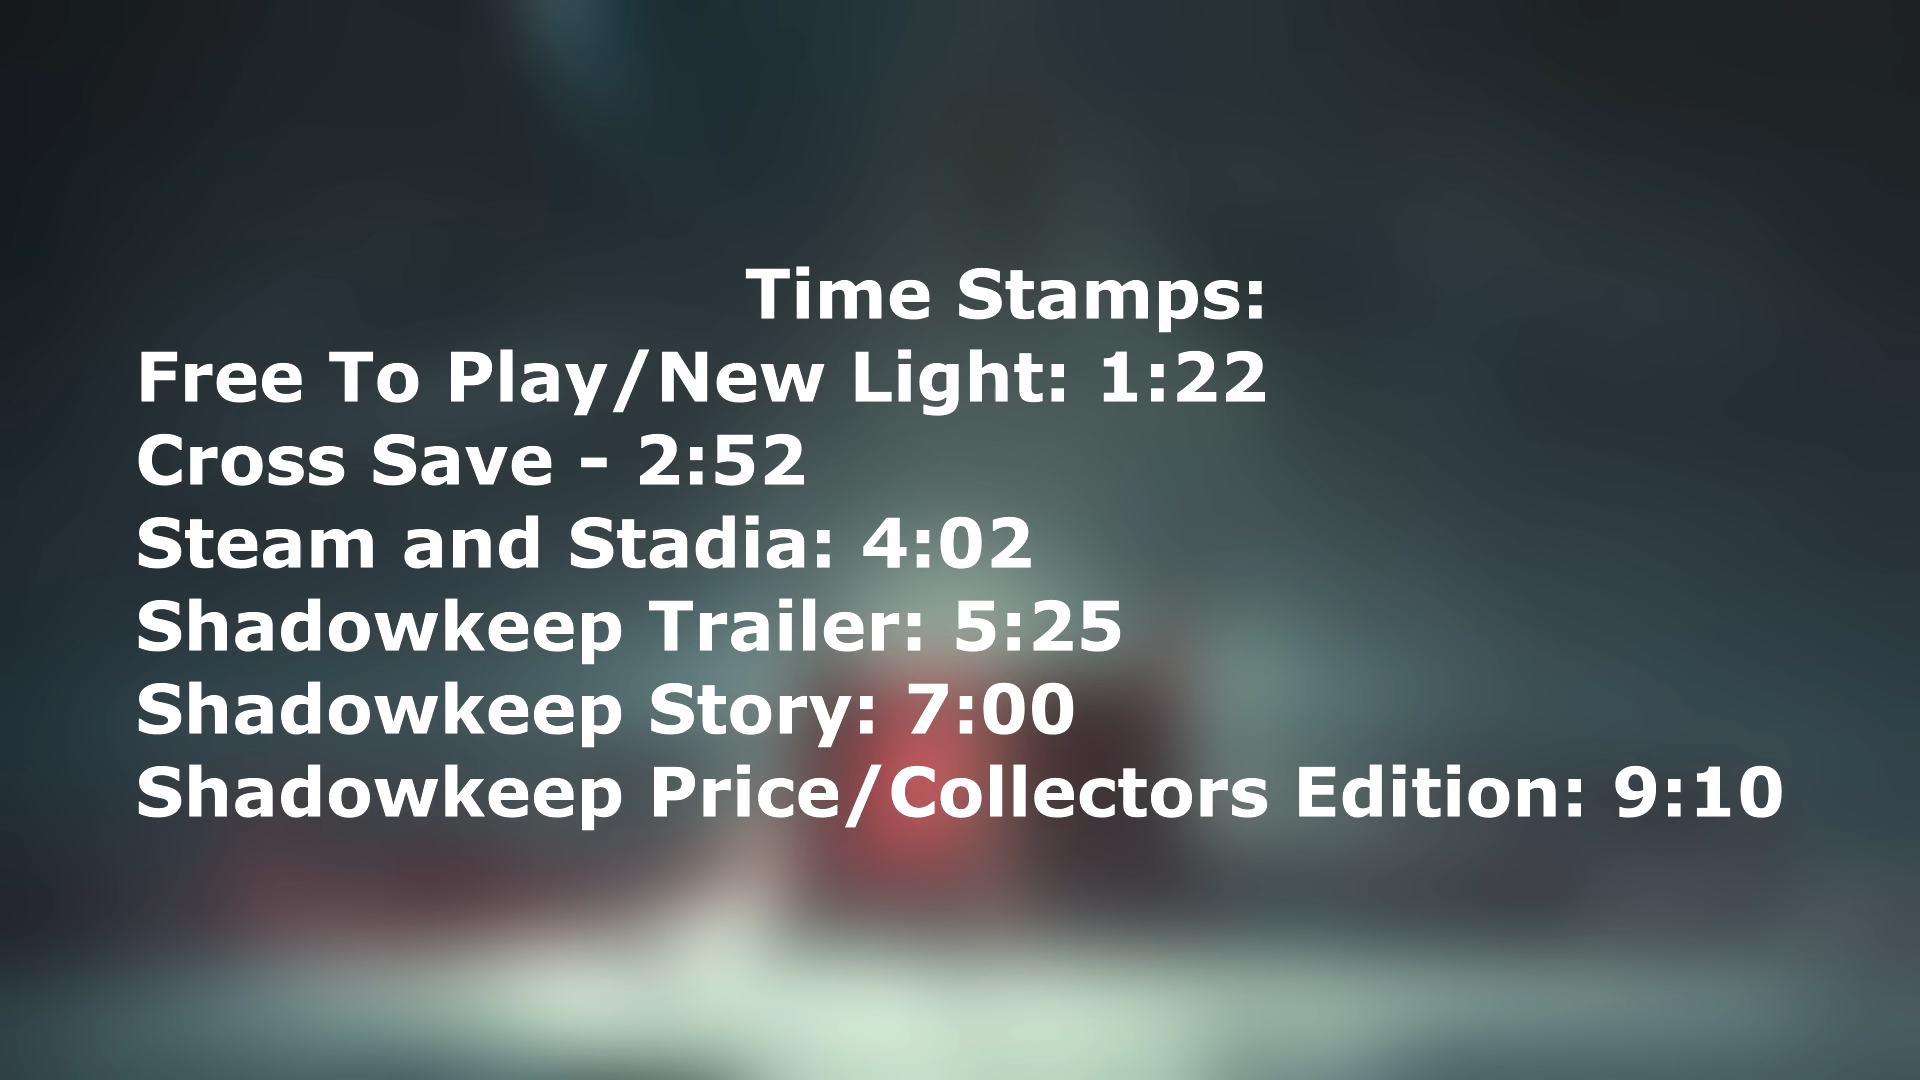 Time Stamps:
Free To Play/New Light: 1:22
Cross Save - 2:52
Steam and Stadia: 4:02
Shadowkeep Trailer: 5:25
Shadowkeep Story: 7:00
Shadowkeep Price/Collectors Edition: 9:10